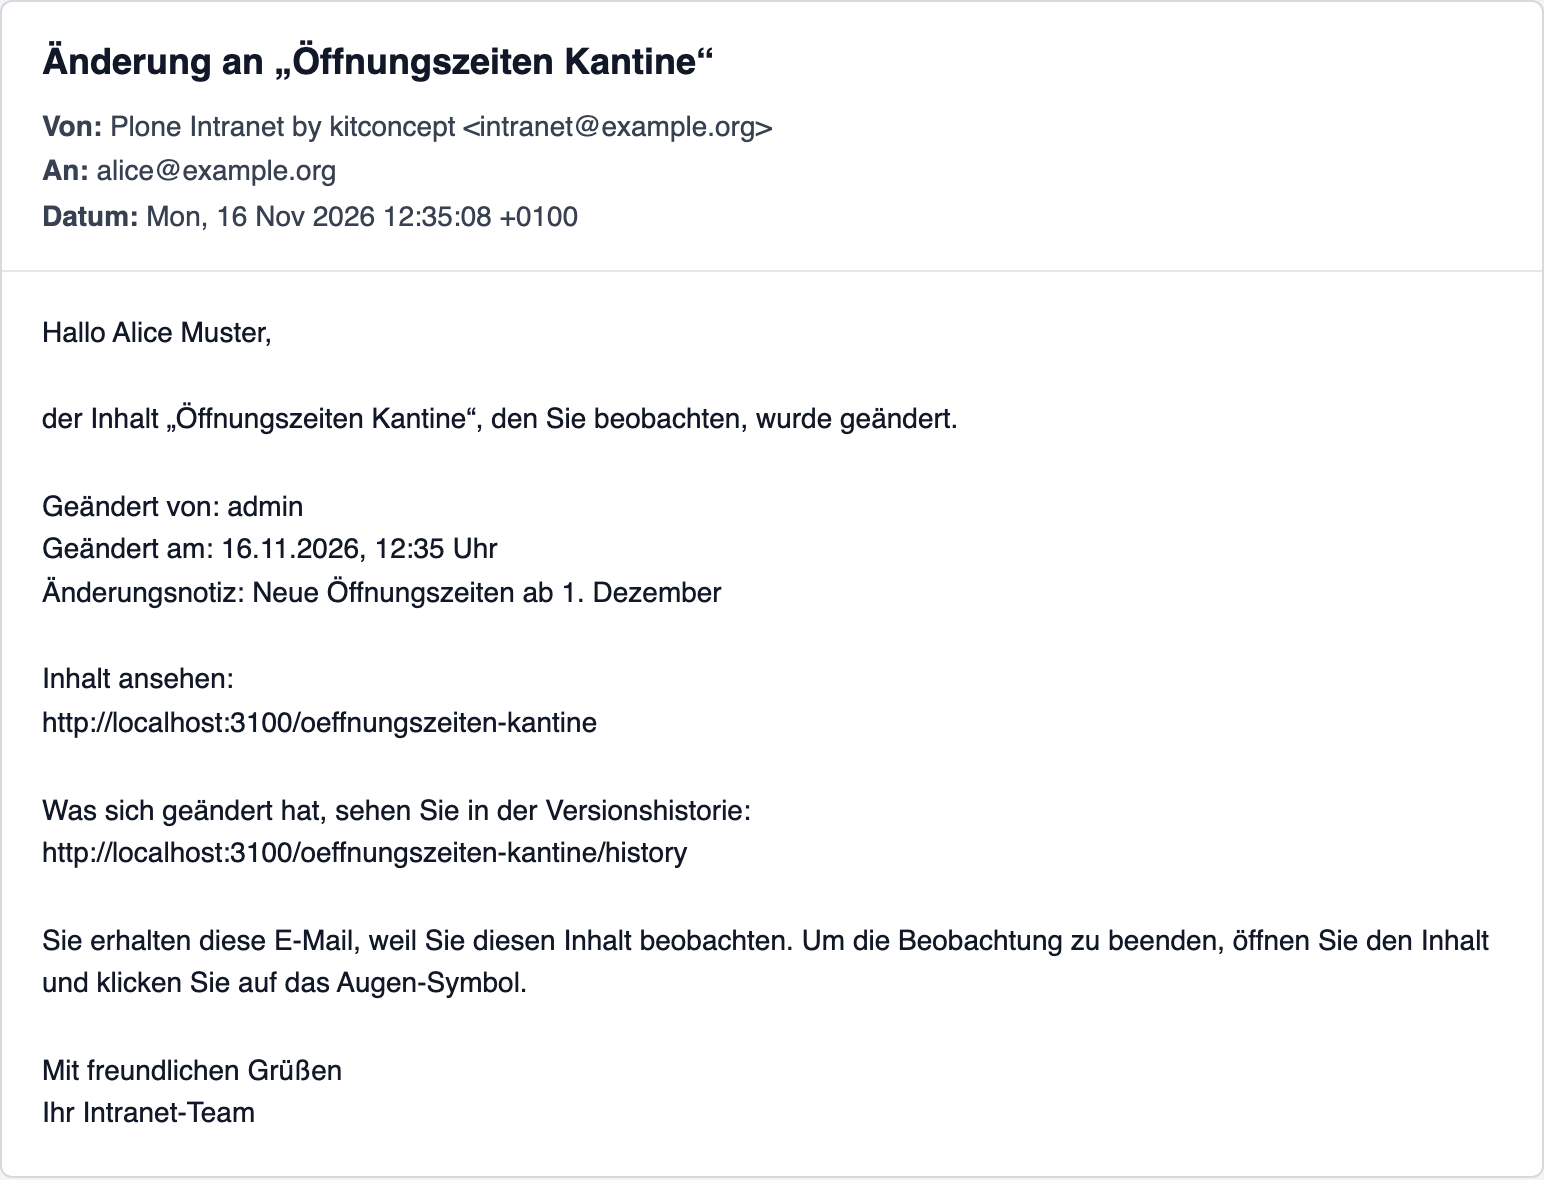 Änderung an „Öffnungszeiten Kantine“
Von: Plone Intranet by kitconcept <intranet@example.org>
An: alice@example.org
Datum: Mon, 16 Nov 2026 12:35:08 +0100
Hallo Alice Muster,
der Inhalt „Öffnungszeiten Kantine“, den Sie beobachten, wurde geändert.
Geändert von: admin
Geändert am: 16.11.2026, 12:35 Uhr
Änderungsnotiz: Neue Öffnungszeiten ab 1. Dezember
Inhalt ansehen:
http://localhost:3100/oeffnungszeiten-kantine
Was sich geändert hat, sehen Sie in der Versionshistorie:
http://localhost:3100/oeffnungszeiten-kantine/history
Sie erhalten diese E-Mail, weil Sie diesen Inhalt beobachten. Um die Beobachtung zu beenden, öffnen Sie den Inhalt
und klicken Sie auf das Augen-Symbol.
Mit freundlichen Grüßen
Ihr Intranet-Team